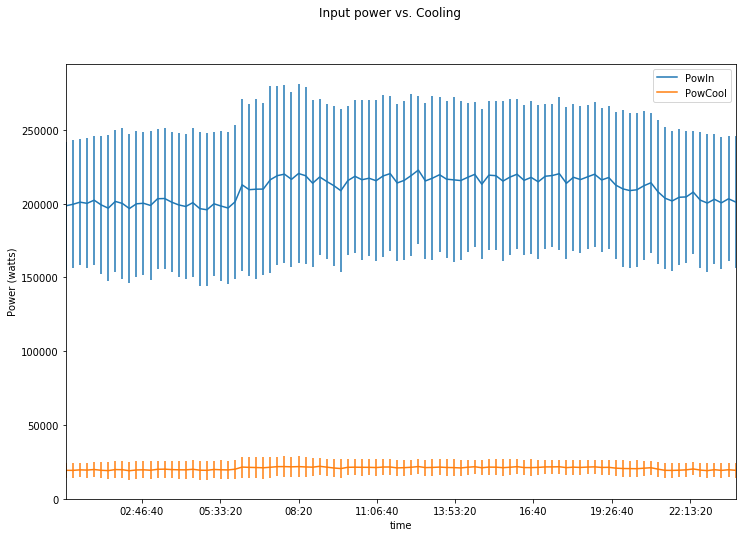 Input power vs. Cooling
PowIn
PowCool
Power (watts)
250000
200000
150000
100000
50000
0
02:46:40
05:33:20
08:20
11:06:40
13:53:20
16:40
19:26:40
22:13:20
time